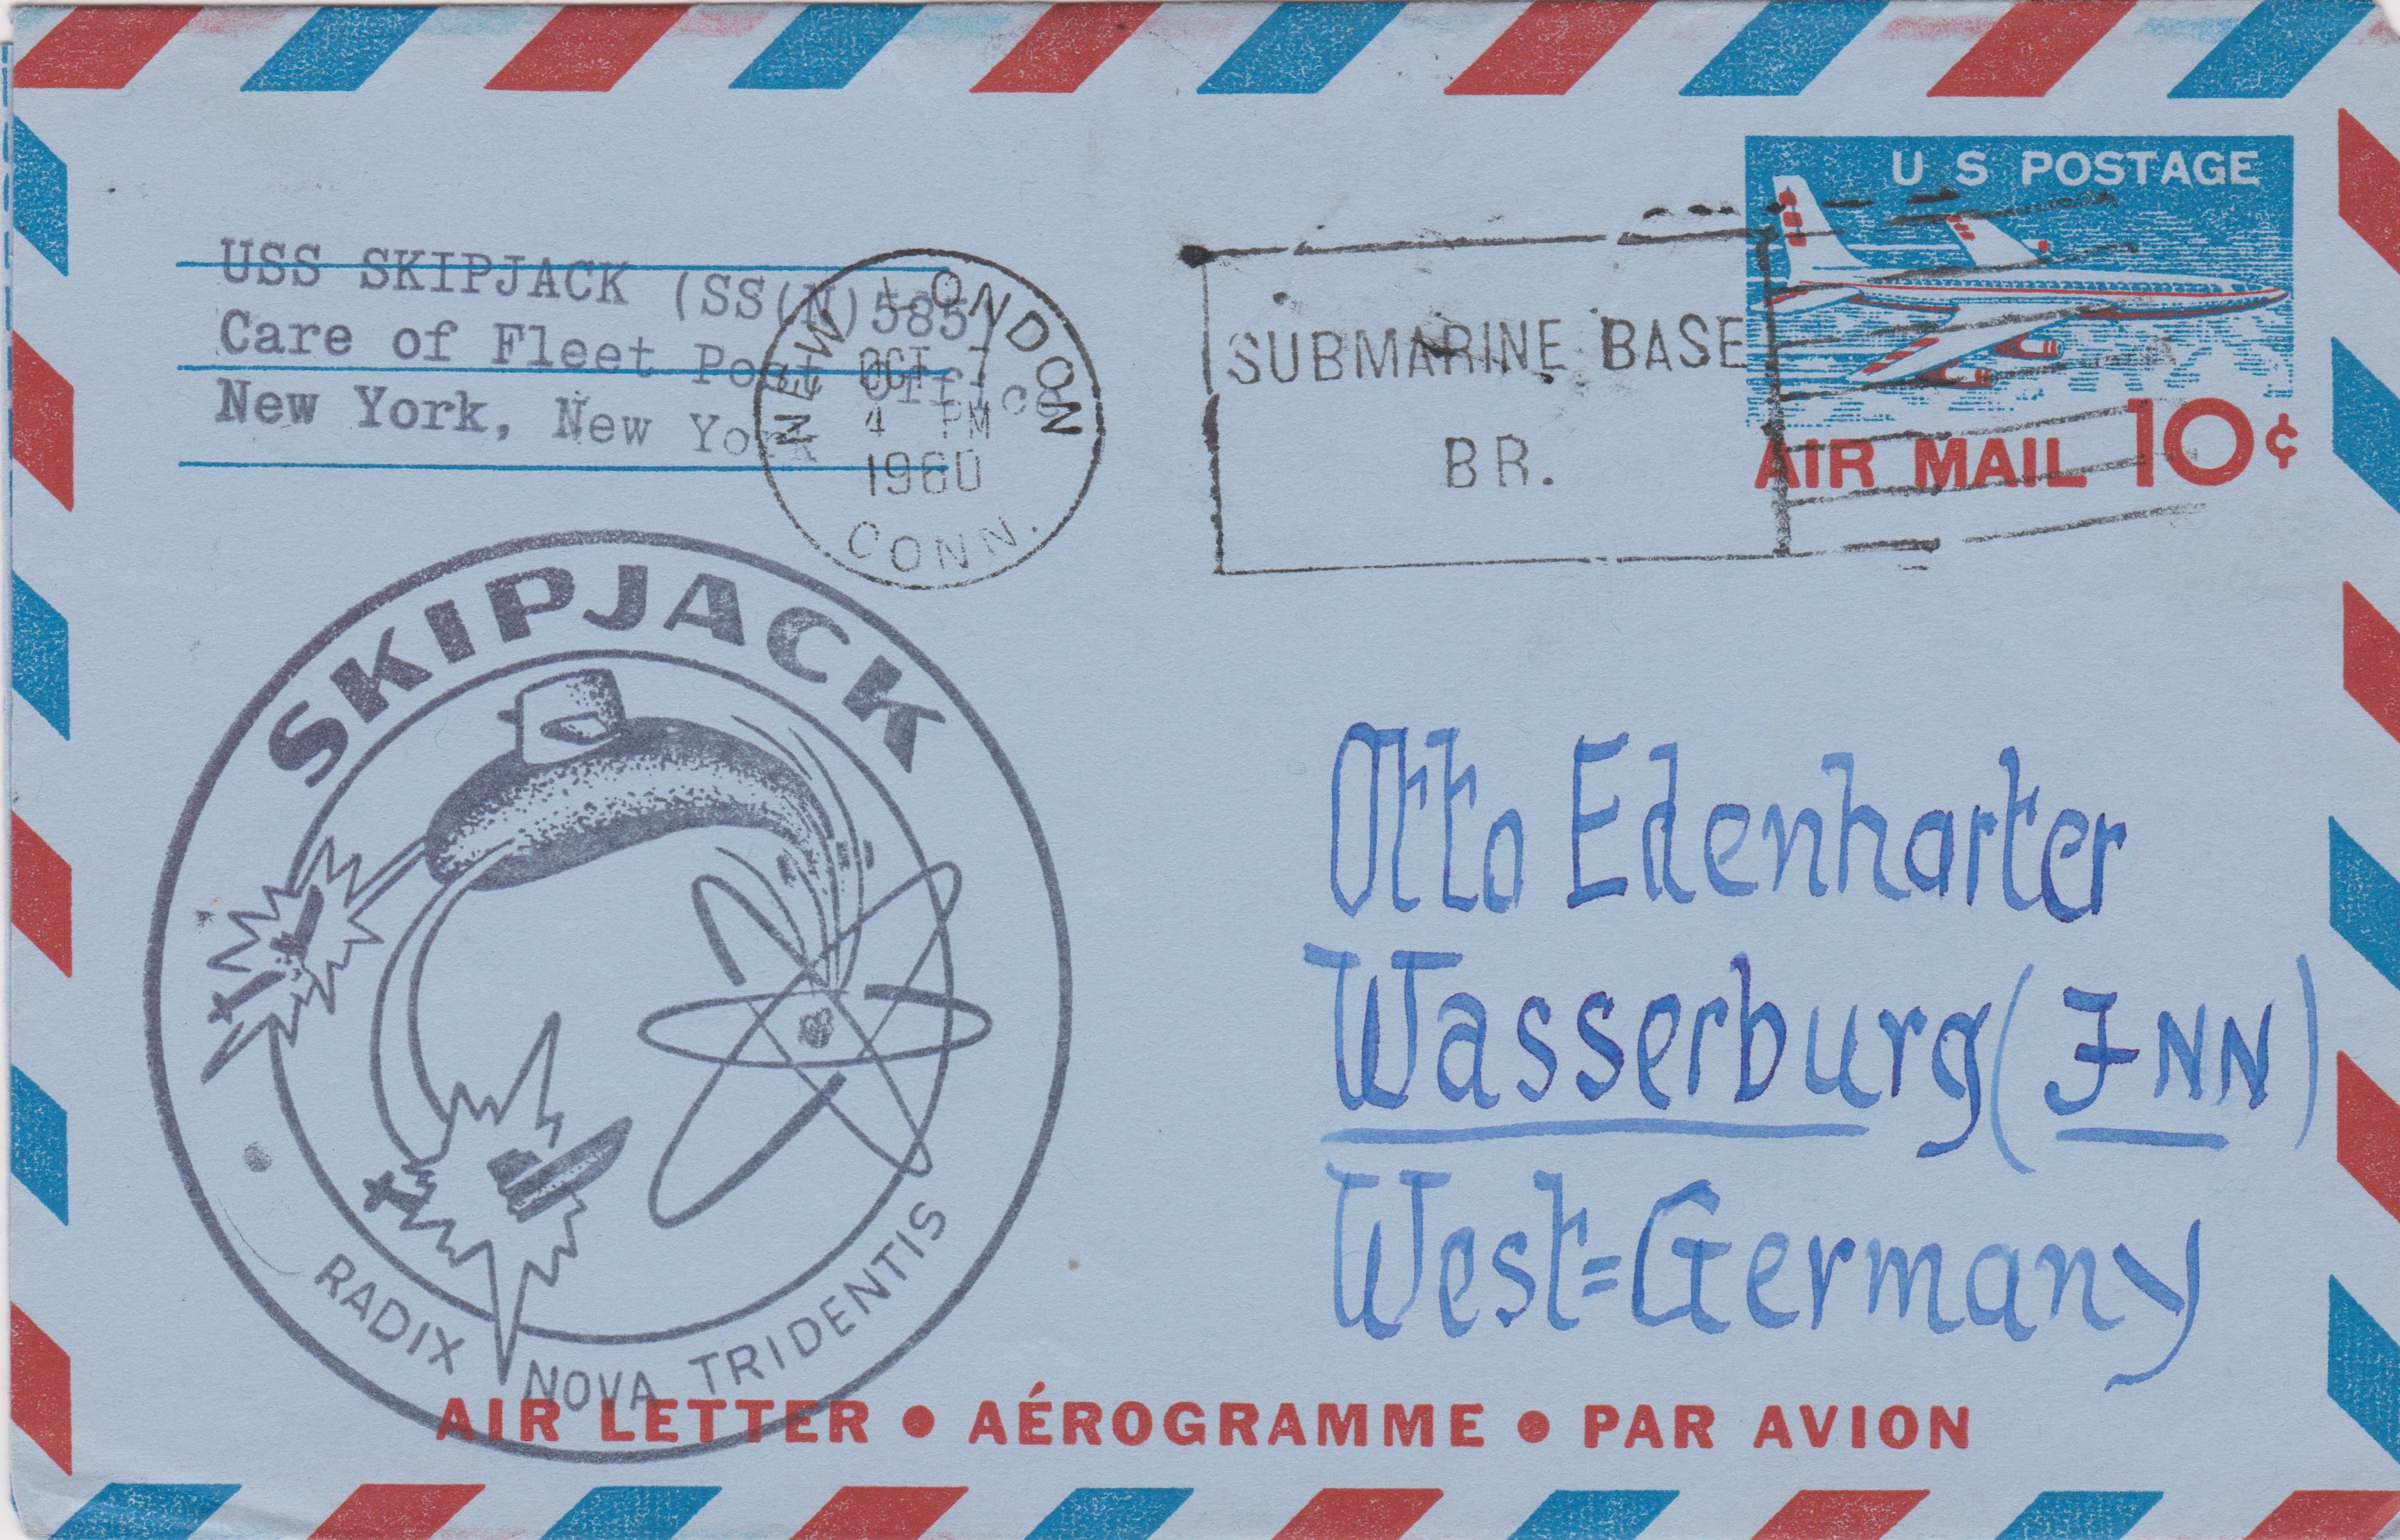 U S POSTAGE
AIR MAIL 10¢
USS SKIPJACK (SS(N)585)
Care of Fleet Post Office
New York, New York
NEW LONDON
OCT 7
4 PM
1960
CONN.
SUBMARINE BASE
BR.
SKIPJACK
RADIX NOVA TRIDENTIS
Otto Edenharter
Wasserburg (INN)
West=Germany
AIR LETTER • AÉROGRAMME • PAR AVION